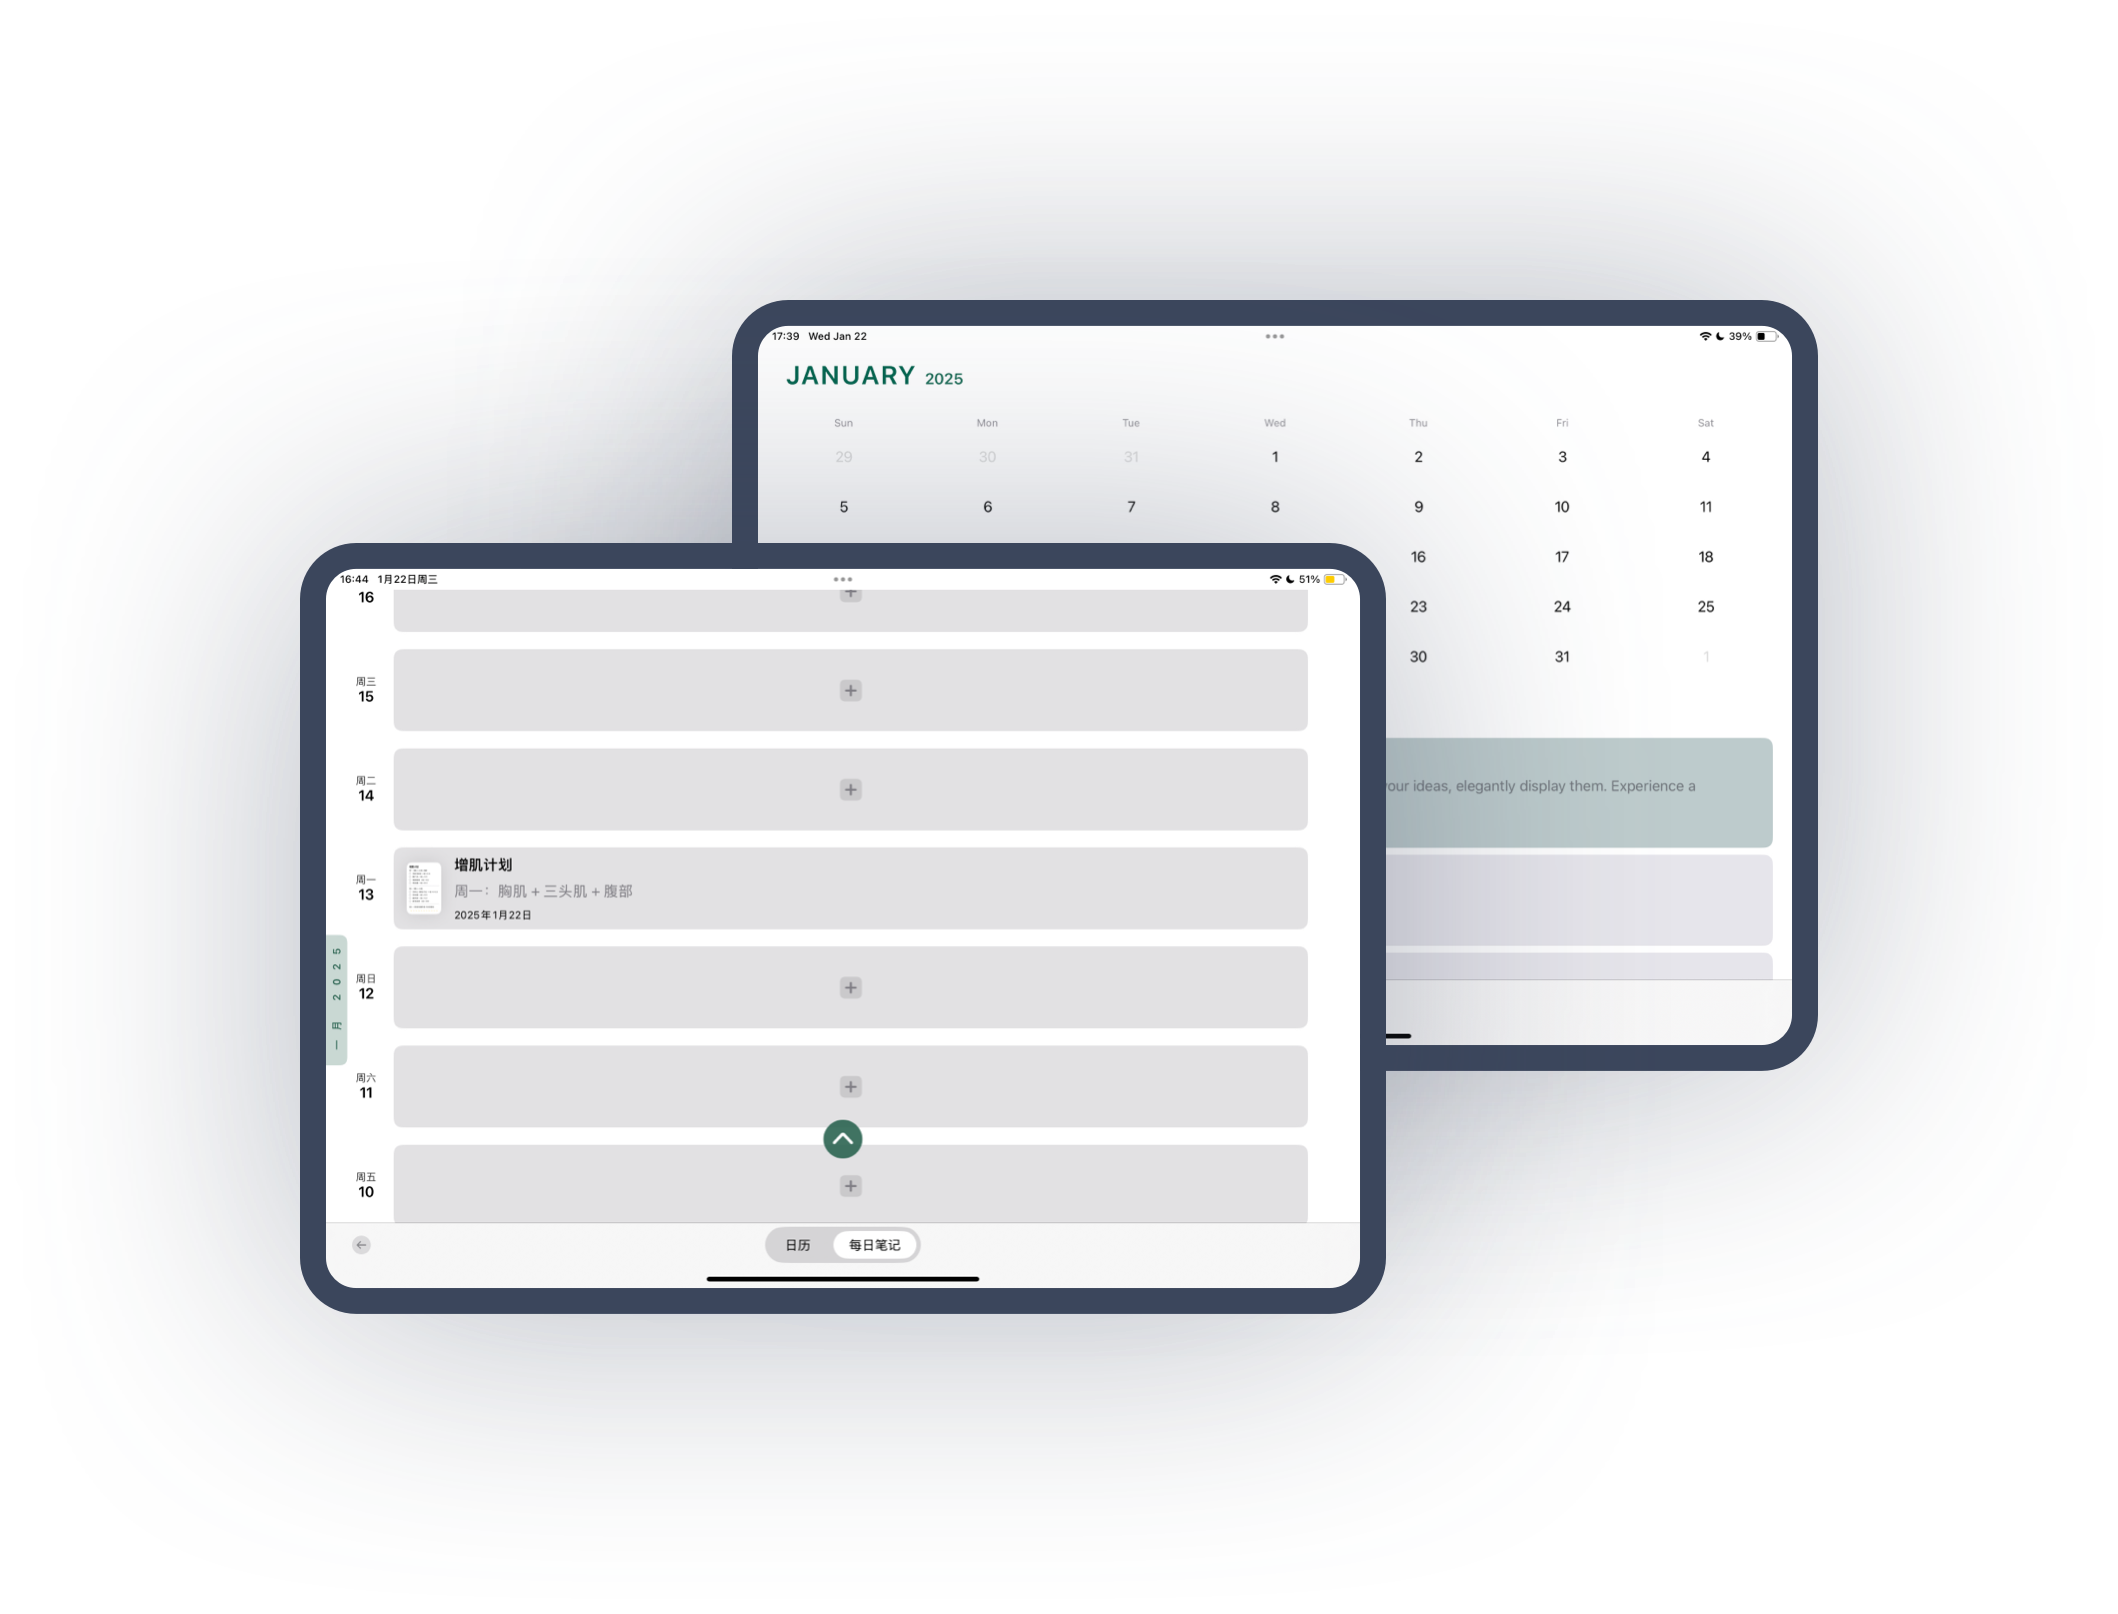 17:39 Wed Jan 22
39%
JANUARY 2025
Sun Mon Tue Wed Thu Fri Sat
29 30 31 1 2 3 4
5 6 7 8 9 10 11
16 17 18
23 24 25
30 31 1
your ideas, elegantly display them. Experience a
16:44 1月22日周三
51%
16
周三
15
周二
14
周一
13
增肌计划
周一：胸肌 + 三头肌 + 腹部
2025年1月22日
周日
12
一月 2025
周六
11
周五
10
日历 每日笔记